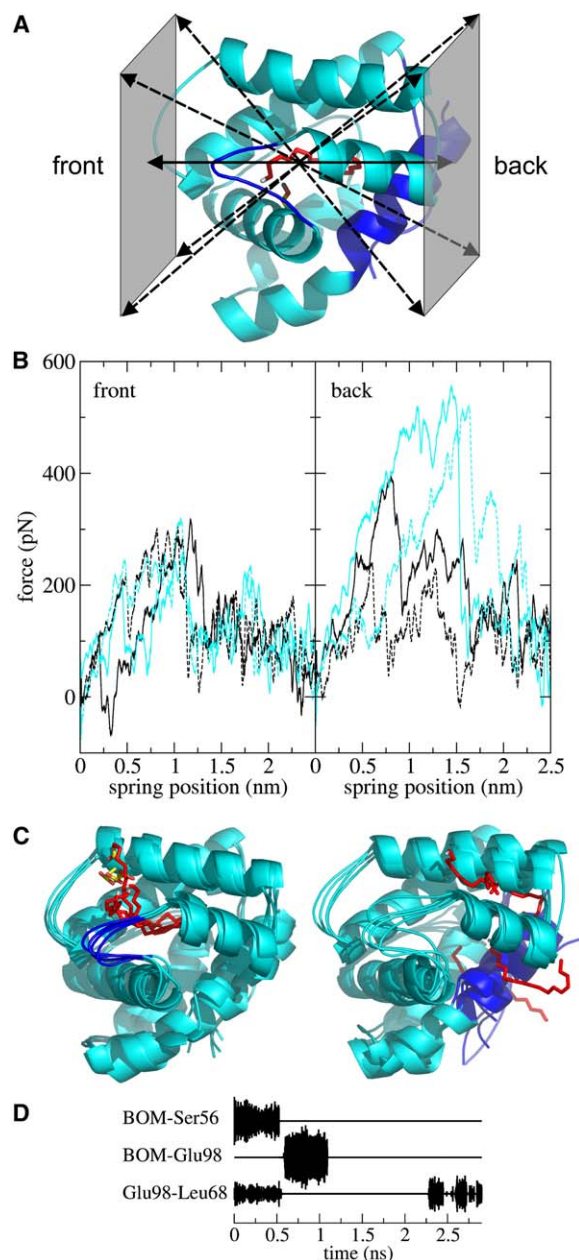 A
front
back
B
600
400
200
0
force (pN)
front
back
0 0.5 1 1.5 2
0 0.5 1 1.5 2 2.5
spring position (nm)
spring position (nm)
C
D
BOM-Ser56
BOM-Glu98
Glu98-Leu68
0 0.5 1 1.5 2 2.5
time (ns)